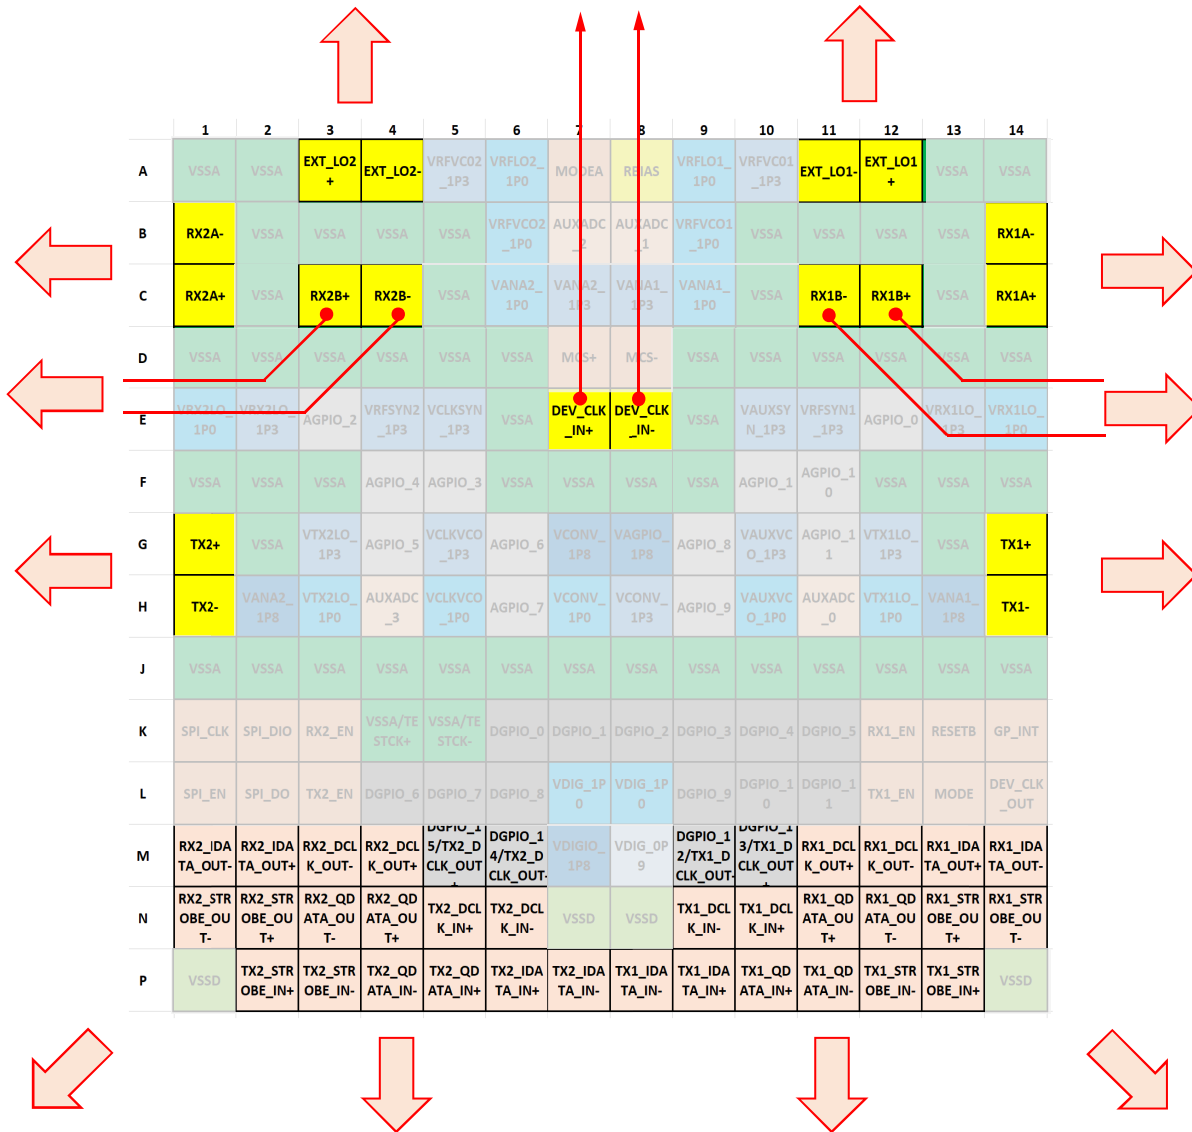 1 2 3 4 5 6 7 8 9 10 11 12 13 14
A VSSA VSSA EXT_LO2+ EXT_LO2- VRFVCO2_1P3 VRFLO2_1P0 MODEA RBIAS VRFLO1_1P0 VRFVCO1_1P3 EXT_LO1- EXT_LO1+ VSSA VSSA
B RX2A- VSSA VSSA VSSA VSSA VRFVCO2_1P0 AUXADC_2 AUXADC_1 VRFVCO1_1P0 VSSA VSSA VSSA VSSA RX1A-
C RX2A+ VSSA RX2B+ RX2B- VSSA VANA2_1P0 VANA2_1P3 VANA1_1P3 VANA1_1P0 VSSA RX1B- RX1B+ VSSA RX1A+
D VSSA VSSA VSSA VSSA VSSA VSSA MCS+ MCS- VSSA VSSA VSSA VSSA VSSA VSSA
E VRX2LO_1P0 VRX2LO_1P3 AGPIO_2 VRFSYN2_1P3 VCLKSYN_1P3 VSSA DEV_CLK_IN+ DEV_CLK_IN- VSSA VAUXSYN_1P3 VRFSYN1_1P3 AGPIO_0 VRX1LO_1P3 VRX1LO_1P0
F VSSA VSSA VSSA AGPIO_4 AGPIO_3 VSSA VSSA VSSA VSSA AGPIO_1 AGPIO_10 VSSA VSSA VSSA
G TX2+ VSSA VTX2LO_1P3 AGPIO_5 VCLKVCO_1P3 AGPIO_6 VCONV_1P8 VAGPIO_1P8 AGPIO_8 VAUXVCO_1P3 AGPIO_11 VTX1LO_1P3 VSSA TX1+
H TX2- VANA2_1P8 VTX2LO_1P0 AUXADC_3 VCLKVCO_1P0 AGPIO_7 VCONV_1P0 VCONV_1P3 AGPIO_9 VAUXVCO_1P0 AUXADC_0 VTX1LO_1P0 VANA1_1P8 TX1-
J VSSA VSSA VSSA VSSA VSSA VSSA VSSA VSSA VSSA VSSA VSSA VSSA VSSA VSSA
K SPI_CLK SPI_DIO RX2_EN VSSA/TESTCK+ VSSA/TESTCK- DGPIO_0 DGPIO_1 DGPIO_2 DGPIO_3 DGPIO_4 DGPIO_5 RX1_EN RESETB GP_INT
L SPI_EN SPI_DO TX2_EN DGPIO_6 DGPIO_7 DGPIO_8 VDIG_1P0 VDIG_1P0 DGPIO_9 DGPIO_10 DGPIO_11 TX1_EN MODE DEV_CLK_OUT
M RX2_IDATA_OUT- RX2_IDATA_OUT+ RX2_DCLK_OUT- RX2_DCLK_OUT+ DGPIO_15/TX2_DCLK_OUT+ DGPIO_14/TX2_DCLK_OUT- VDIGIO_1P8 VDIG_0P9 DGPIO_12/TX1_DCLK_OUT- DGPIO_13/TX1_DCLK_OUT+ RX1_DCLK_OUT+ RX1_DCLK_OUT- RX1_IDATA_OUT+ RX1_IDATA_OUT-
N RX2_STROBE_OUT- RX2_STROBE_OUT+ RX2_QDATA_OUT- RX2_QDATA_OUT+ TX2_DCLK_IN+ TX2_DCLK_IN- VSSD VSSD TX1_DCLK_IN- TX1_DCLK_IN+ RX1_QDATA_OUT+ RX1_QDATA_OUT- RX1_STROBE_OUT+ RX1_STROBE_OUT-
P VSSD TX2_STROBE_IN+ TX2_STROBE_IN- TX2_QDATA_IN- TX2_QDATA_IN+ TX2_IDATA_IN+ TX2_IDATA_IN- TX1_IDATA_IN- TX1_IDATA_IN+ TX1_QDATA_IN+ TX1_QDATA_IN- TX1_STROBE_IN- TX1_STROBE_IN+ VSSD